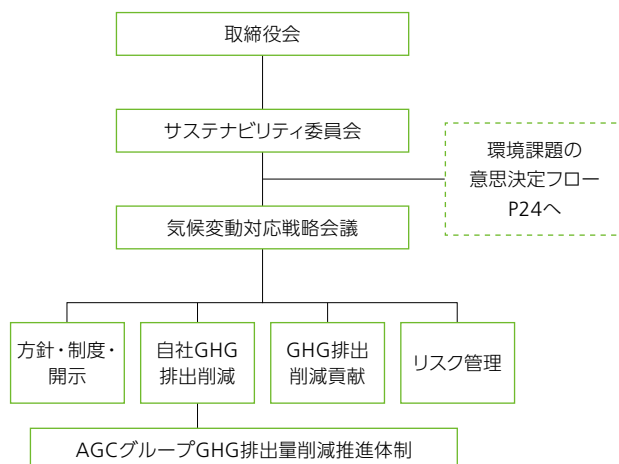 取締役会
サステナビリティ委員会
環境課題の
意思決定フロー
P24へ
気候変動対応戦略会議
方針・制度・
開示
自社GHG
排出削減
GHG排出
削減貢献
リスク管理
AGCグループGHG排出量削減推進体制